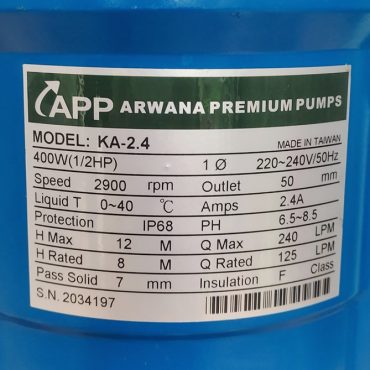 APP ARWANA PREMIUM PUMPS
MODEL: KA-2.4 MADE IN TAIWAN
400W(1/2HP) 1 Ø 220~240V/50Hz
Speed 2900 rpm Outlet 50 mm
Liquid T 0~40 ℃ Amps 2.4A
Protection IP68 PH 6.5~8.5
H Max 12 M Q Max 240 LPM
H Rated 8 M Q Rated 125 LPM
Pass Solid 7 mm Insulation F Class
S.N. 2034197